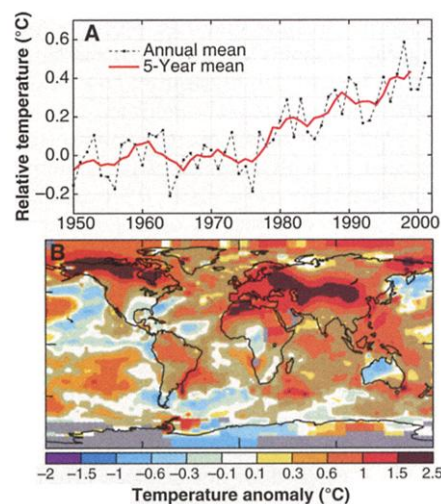 A
Annual mean
5-Year mean
Relative temperature (°C)
0.6
0.4
0.2
0.0
−0.2
1950 1960 1970 1980 1990 2000
B
−2 −1.5 −1 −0.6 −0.3 −0.1 0.1 0.3 0.6 1 1.5 2.5
Temperature anomaly (°C)